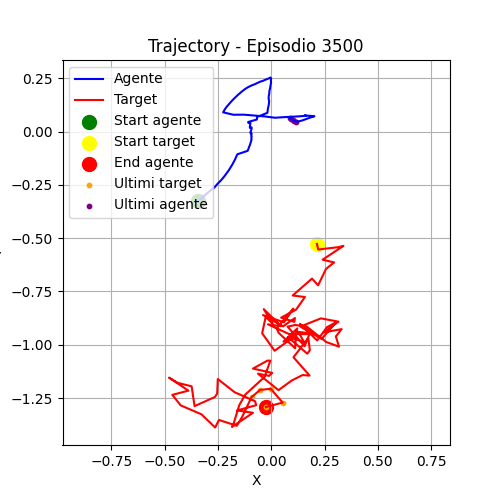 Trajectory - Episodio 3500
Agente
Target
Start agente
Start target
End agente
Ultimi target
Ultimi agente
0.25
0.00
-0.25
-0.50
-0.75
-1.00
-1.25
-0.75 -0.50 -0.25 0.00 0.25 0.50 0.75
X